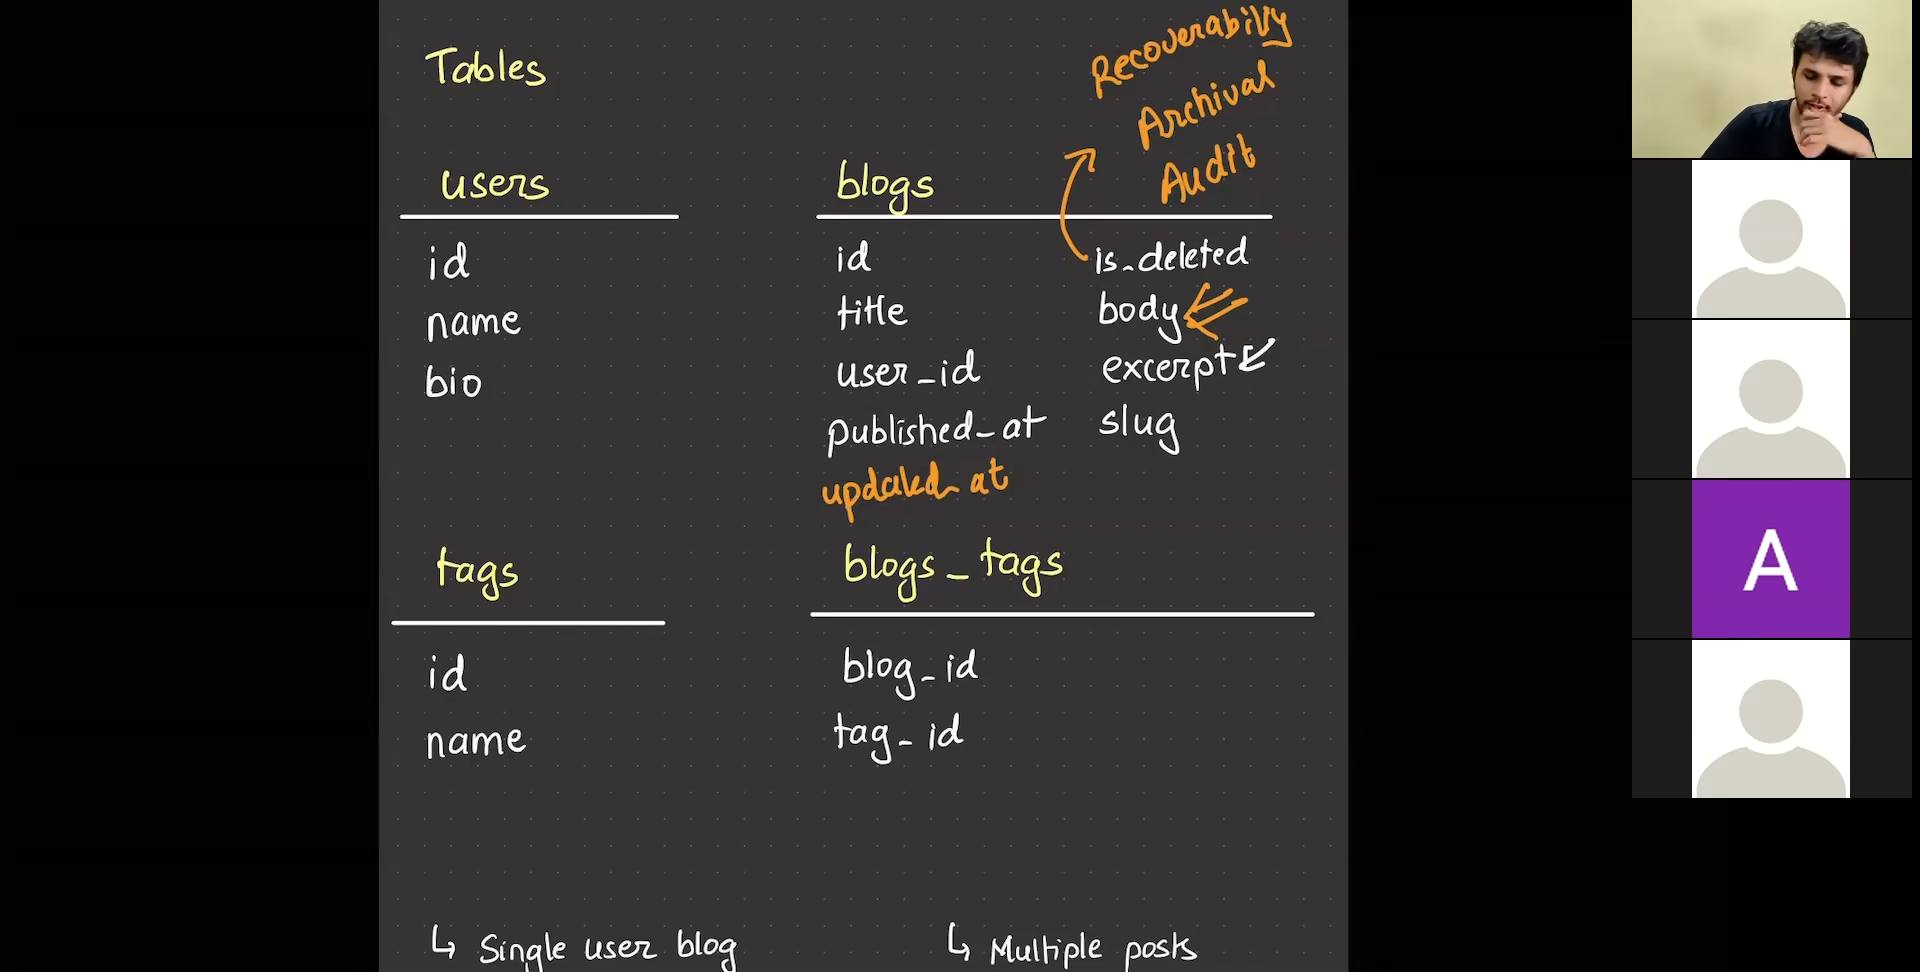 Tables
Recoverability
Archival
Audit
users
id
name
bio
blogs
id
title
user_id
published_at
updated_at
is_deleted
body
excerpt
slug
tags
id
name
blogs_tags
blog_id
tag_id
↳ Single user blog
↳ Multiple posts
A